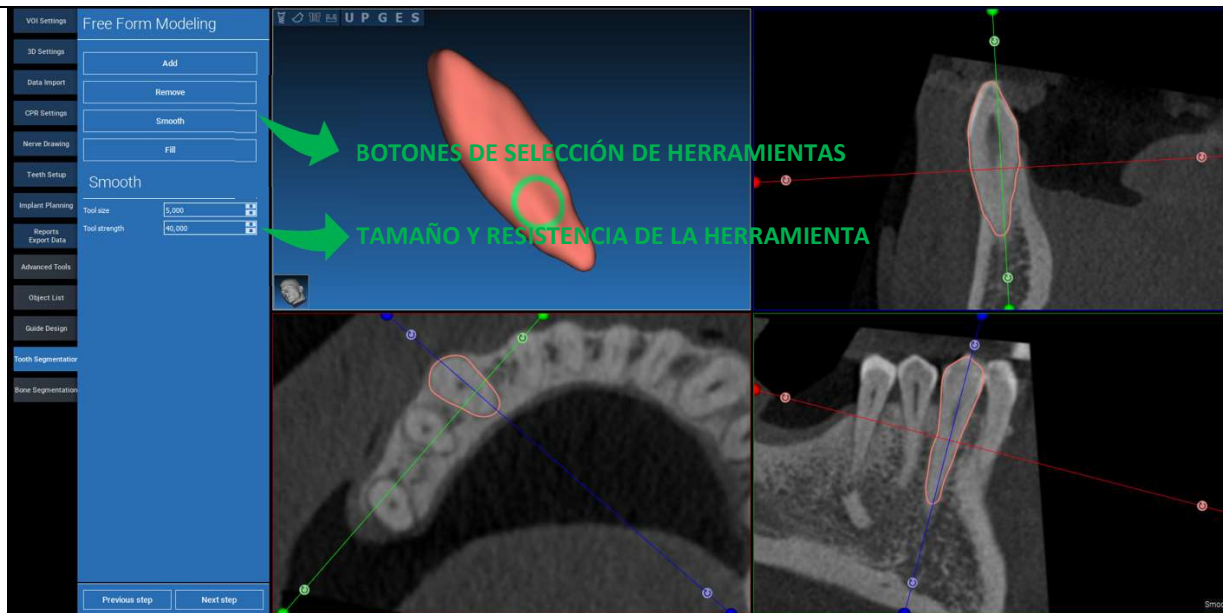 VOI Settings
3D Settings
Data Import
CPR Settings
Nerve Drawing
Teeth Setup
Implant Planning
Reports
Export Data
Advanced Tools
Object List
Guide Design
Tooth Segmentation
Bone Segmentation
Free Form Modeling
Add
Remove
Smooth
Fill
Smooth
Tool size
5,000
Tool strength
40,000
Previous step
Next step
U P G E S
BOTONES DE SELECCIÓN DE HERRAMIENTAS
TAMAÑO Y RESISTENCIA DE LA HERRAMIENTA
Smo